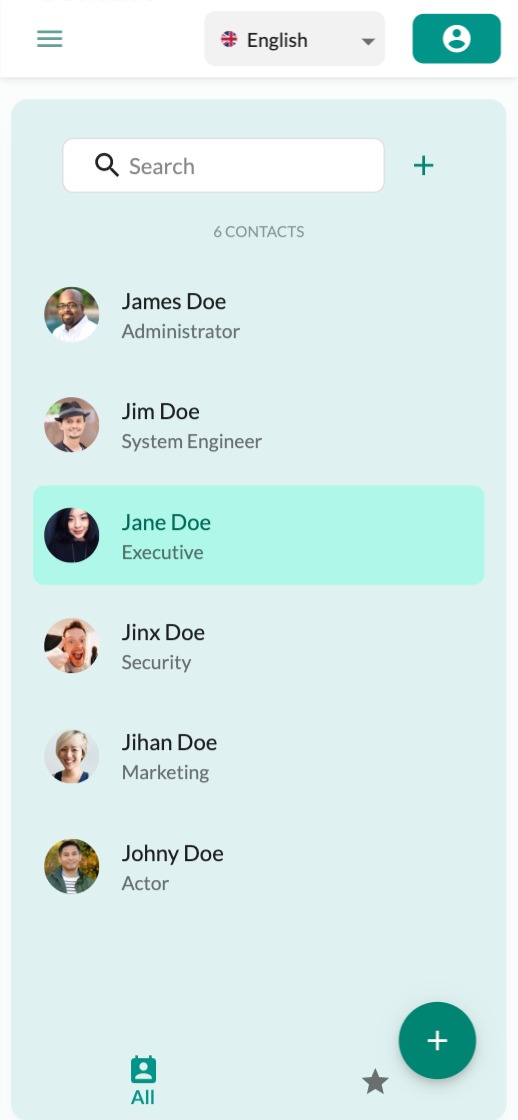 English
Search
6 CONTACTS
James Doe
Administrator
Jim Doe
System Engineer
Jane Doe
Executive
Jinx Doe
Security
Jihan Doe
Marketing
Johny Doe
Actor
All